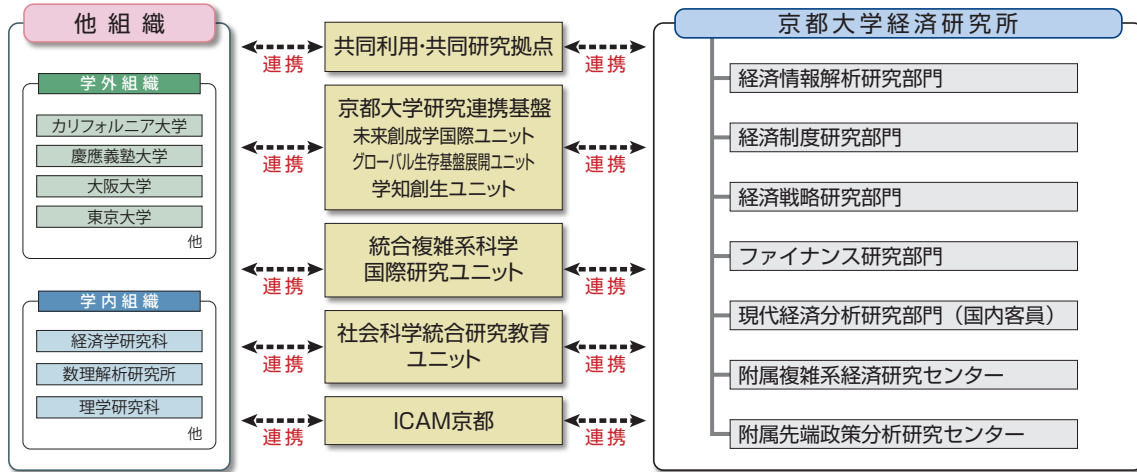 他組織
学外組織
カリフォルニア大学
慶應義塾大学
大阪大学
東京大学
他
学内組織
経済学研究科
数理解析研究所
理学研究科
他
連携
共同利用・共同研究拠点
連携
連携
京都大学研究連携基盤
未来創成学国際ユニット
グローバル生存基盤展開ユニット
学知創生ユニット
連携
連携
統合複雑系科学
国際研究ユニット
連携
連携
社会科学統合研究教育
ユニット
連携
連携
ICAM京都
連携
京都大学経済研究所
経済情報解析研究部門
経済制度研究部門
経済戦略研究部門
ファイナンス研究部門
現代経済分析研究部門（国内客員）
附属複雑系経済研究センター
附属先端政策分析研究センター